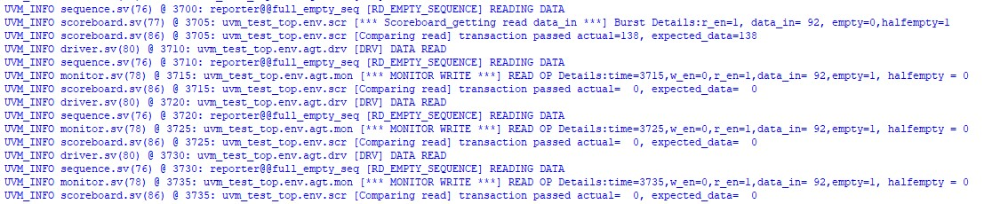 UVM_INFO sequence.sv(76) @ 3700: reporter@@full_empty_seq [RD_EMPTY_SEQUENCE] READING DATA
UVM_INFO scoreboard.sv(77) @ 3705: uvm_test_top.env.scr [*** Scoreboard_getting read data_in ***] Burst Details:r_en=1, data_in= 92, empty=0,halfempty=1
UVM_INFO scoreboard.sv(86) @ 3705: uvm_test_top.env.scr [Comparing read] transaction passed actual=138, expected_data=138
UVM_INFO driver.sv(80) @ 3710: uvm_test_top.env.agt.drv [DRV] DATA READ
UVM_INFO sequence.sv(76) @ 3710: reporter@@full_empty_seq [RD_EMPTY_SEQUENCE] READING DATA
UVM_INFO monitor.sv(78) @ 3715: uvm_test_top.env.agt.mon [*** MONITOR WRITE ***] READ OP Details:time=3715,w_en=0,r_en=1,data_in= 92,empty=1, halfempty = 0
UVM_INFO scoreboard.sv(86) @ 3715: uvm_test_top.env.scr [Comparing read] transaction passed actual=  0, expected_data=  0
UVM_INFO driver.sv(80) @ 3720: uvm_test_top.env.agt.drv [DRV] DATA READ
UVM_INFO sequence.sv(76) @ 3720: reporter@@full_empty_seq [RD_EMPTY_SEQUENCE] READING DATA
UVM_INFO monitor.sv(78) @ 3725: uvm_test_top.env.agt.mon [*** MONITOR WRITE ***] READ OP Details:time=3725,w_en=0,r_en=1,data_in= 92,empty=1, halfempty = 0
UVM_INFO scoreboard.sv(86) @ 3725: uvm_test_top.env.scr [Comparing read] transaction passed actual=  0, expected_data=  0
UVM_INFO driver.sv(80) @ 3730: uvm_test_top.env.agt.drv [DRV] DATA READ
UVM_INFO sequence.sv(76) @ 3730: reporter@@full_empty_seq [RD_EMPTY_SEQUENCE] READING DATA
UVM_INFO monitor.sv(78) @ 3735: uvm_test_top.env.agt.mon [*** MONITOR WRITE ***] READ OP Details:time=3735,w_en=0,r_en=1,data_in= 92,empty=1, halfempty = 0
UVM_INFO scoreboard.sv(86) @ 3735: uvm_test_top.env.scr [Comparing read] transaction passed actual=  0, expected_data=  0